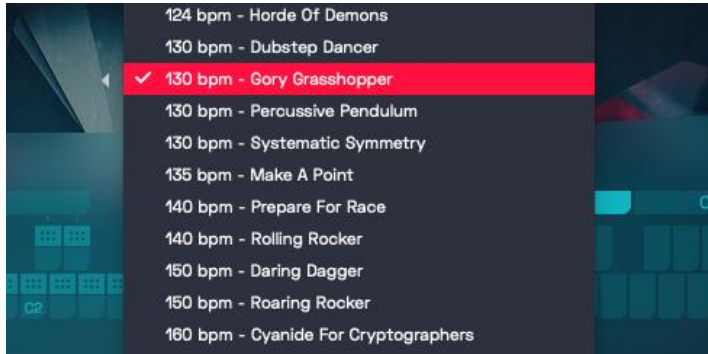 124 bpm - Horde Of Demons
130 bpm - Dubstep Dancer
130 bpm - Gory Grasshopper
130 bpm - Percussive Pendulum
130 bpm - Systematic Symmetry
135 bpm - Make A Point
140 bpm - Prepare For Race
140 bpm - Rolling Rocker
150 bpm - Daring Dagger
150 bpm - Roaring Rocker
160 bpm - Cyanide For Cryptographers
C2